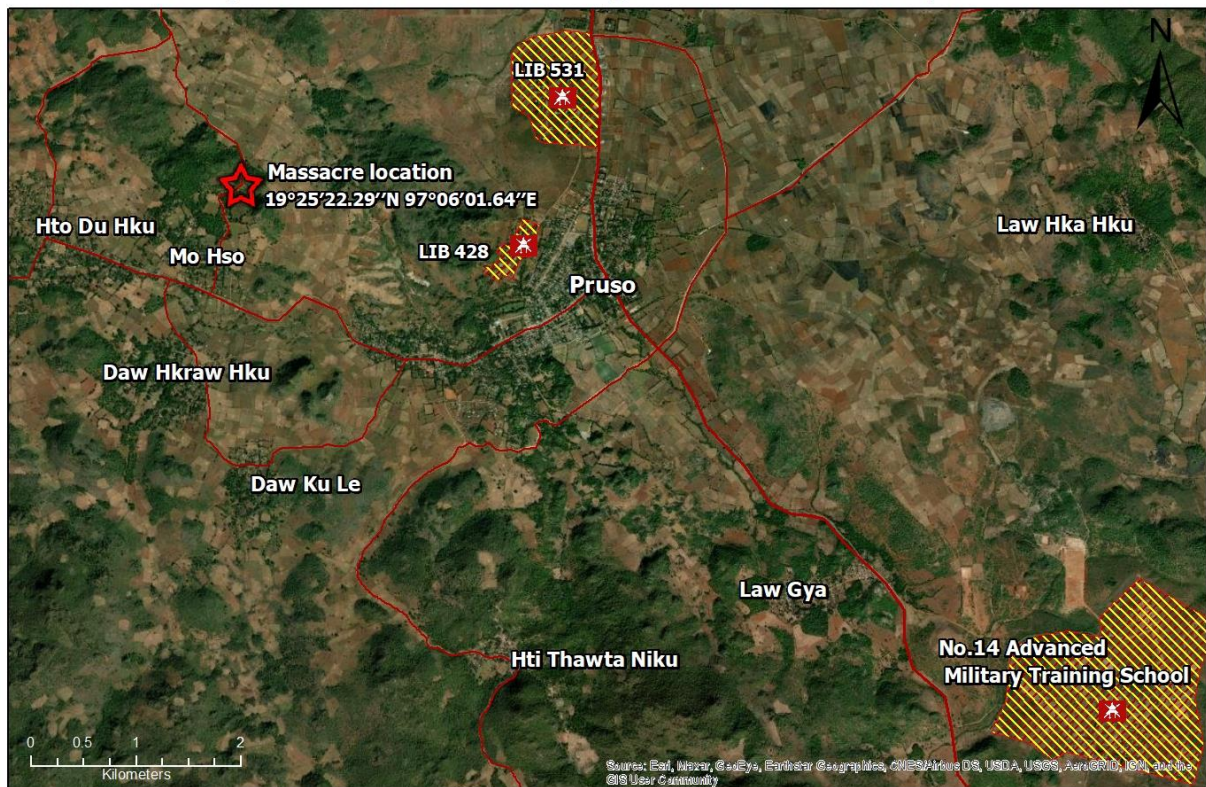 N
LIB 531
Massacre location
19°25'22.29''N 97°06'01.64''E
Hto Du Hku
Law Hka Hku
Mo Hso
LIB 428
Pruso
Daw Hkraw Hku
Daw Ku Le
Law Gya
Hti Thawta Niku
No.14 Advanced
Military Training School
0 0.5 1 2
Kilometers
Source: Esri, Maxar, GeoEye, Earthstar Geographics, CNES/Airbus DS, USDA, USGS, AeroGRID, IGN, and the
GIS User Community